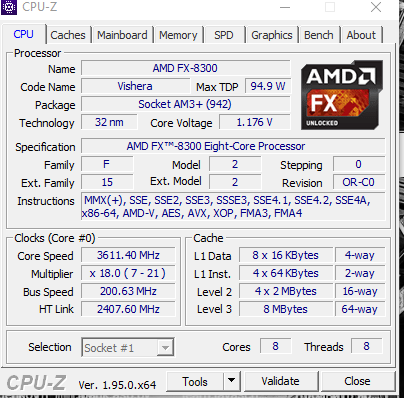 CPU-Z
CPU Caches Mainboard Memory SPD Graphics Bench About
Processor
Name AMD FX-8300
Code Name Vishera Max TDP 94.9 W
Package Socket AM3+ (942)
Technology 32 nm Core Voltage 1.176 V
AMD
FX
UNLOCKED
Specification AMD FX™-8300 Eight-Core Processor
Family F Model 2 Stepping 0
Ext. Family 15 Ext. Model 2 Revision OR-C0
Instructions MMX(+), SSE, SSE2, SSE3, SSSE3, SSE4.1, SSE4.2, SSE4A,
x86-64, AMD-V, AES, AVX, XOP, FMA3, FMA4
Clocks (Core #0)
Core Speed 3611.40 MHz
Multiplier x 18.0 ( 7 - 21 )
Bus Speed 200.63 MHz
HT Link 2407.60 MHz
Cache
L1 Data 8 x 16 KBytes 4-way
L1 Inst. 4 x 64 KBytes 2-way
Level 2 4 x 2 MBytes 16-way
Level 3 8 MBytes 64-way
Selection Socket #1 Cores 8 Threads 8
CPU-Z Ver. 1.95.0.x64 Tools Validate Close